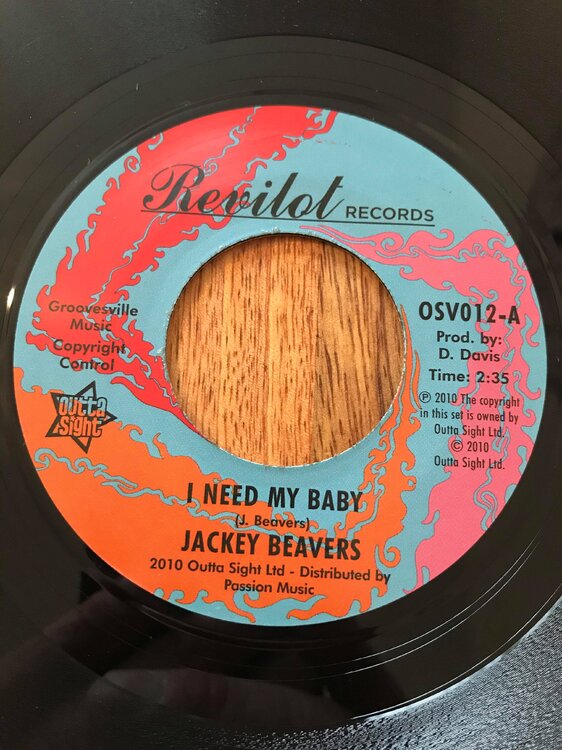 Revilot RECORDS
Groovesville
Music
Copyright
Control
outta
sight
OSV012-A
Prod. by:
D. Davis
Time: 2:35
℗ 2010 The copyright
in this set is owned by
Outta Sight Ltd.
© 2010
Outta Sight Ltd.
I NEED MY BABY
(J. Beavers)
JACKEY BEAVERS
2010 Outta Sight Ltd - Distributed by
Passion Music